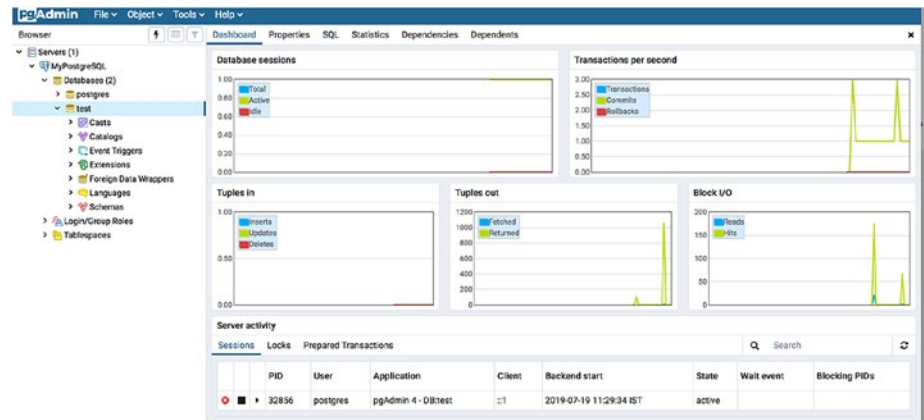 pgAdmin File Object Tools Help
Browser
Dashboard Properties SQL Statistics Dependencies Dependents
Servers (1)
MyPostgreSQL
Databases (2)
postgres
test
Casts
Catalogs
Event Triggers
Extensions
Foreign Data Wrappers
Languages
Schemas
Login/Group Roles
Tablespaces
Database sessions
1.00
0.80
0.60
0.40
0.20
0.00
Total
Active
Idle
Transactions per second
3.00
2.50
2.00
1.50
1.00
0.50
0.00
Transactions
Commits
Rollbacks
Tuples in
1.00
0.50
0.00
Inserts
Updates
Deletes
Tuples out
1200
1000
800
600
400
200
0
Fetched
Returned
Block I/O
200
150
100
50
0
Reads
Hits
Server activity
Sessions Locks Prepared Transactions
Search
PID User Application Client Backend start State Wait event Blocking PIDs
32856 postgres pgAdmin 4 - DB:test ::1 2019-07-19 11:29:34 IST active